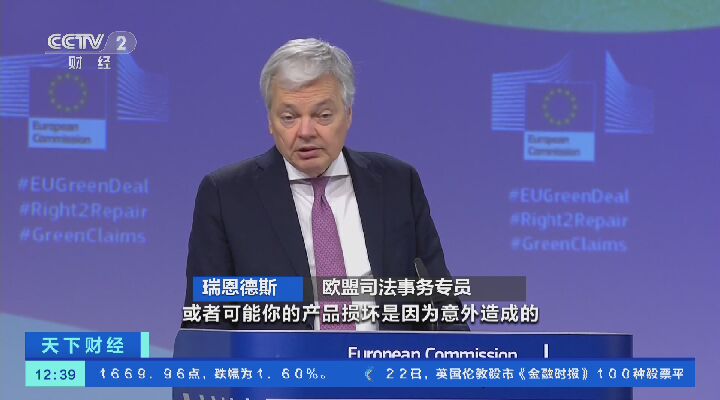 CCTV 2
财经
European
Commission
European
Commission
#EUGreenDeal
#Right2Repair
#GreenClaims
#EUGreenDeal
#Right2Repair
#GreenClaims
瑞恩德斯 欧盟司法事务专员
或者可能你的产品损坏是因为意外造成的
European Commission
天下财经
12:39 1669.96点，跌幅为1.60%。 22日，英国伦敦股市《金融时报》100种股票平